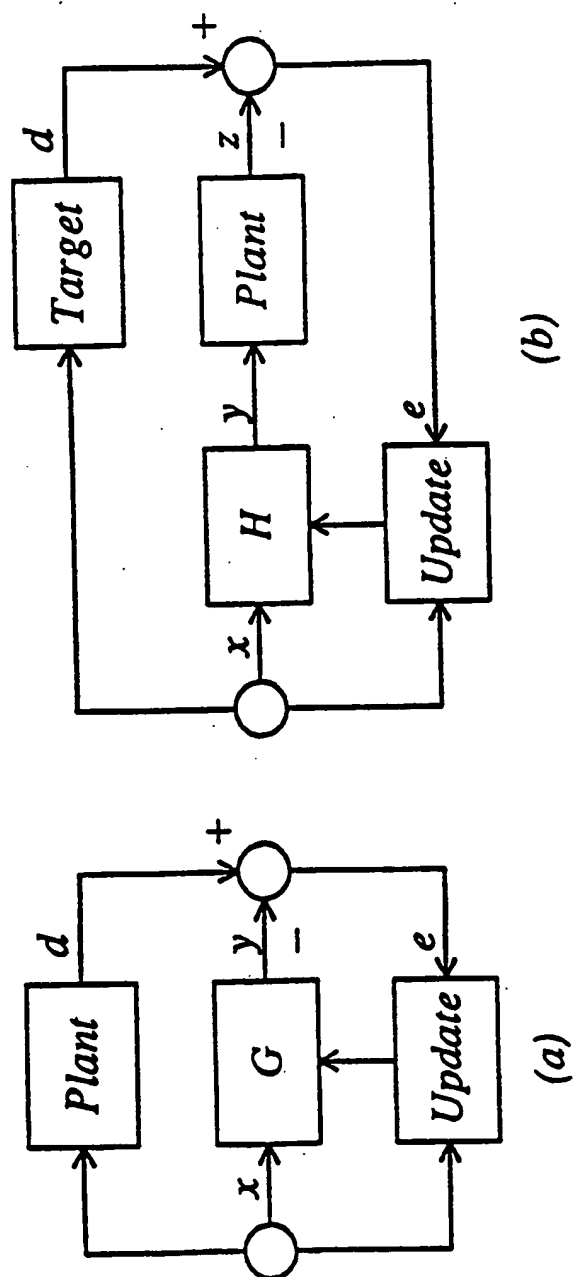 Plant
d
+
x
G
y
−
Update
e
(a)
Target
d
+
x
H
y
Plant
z
−
Update
e
(b)